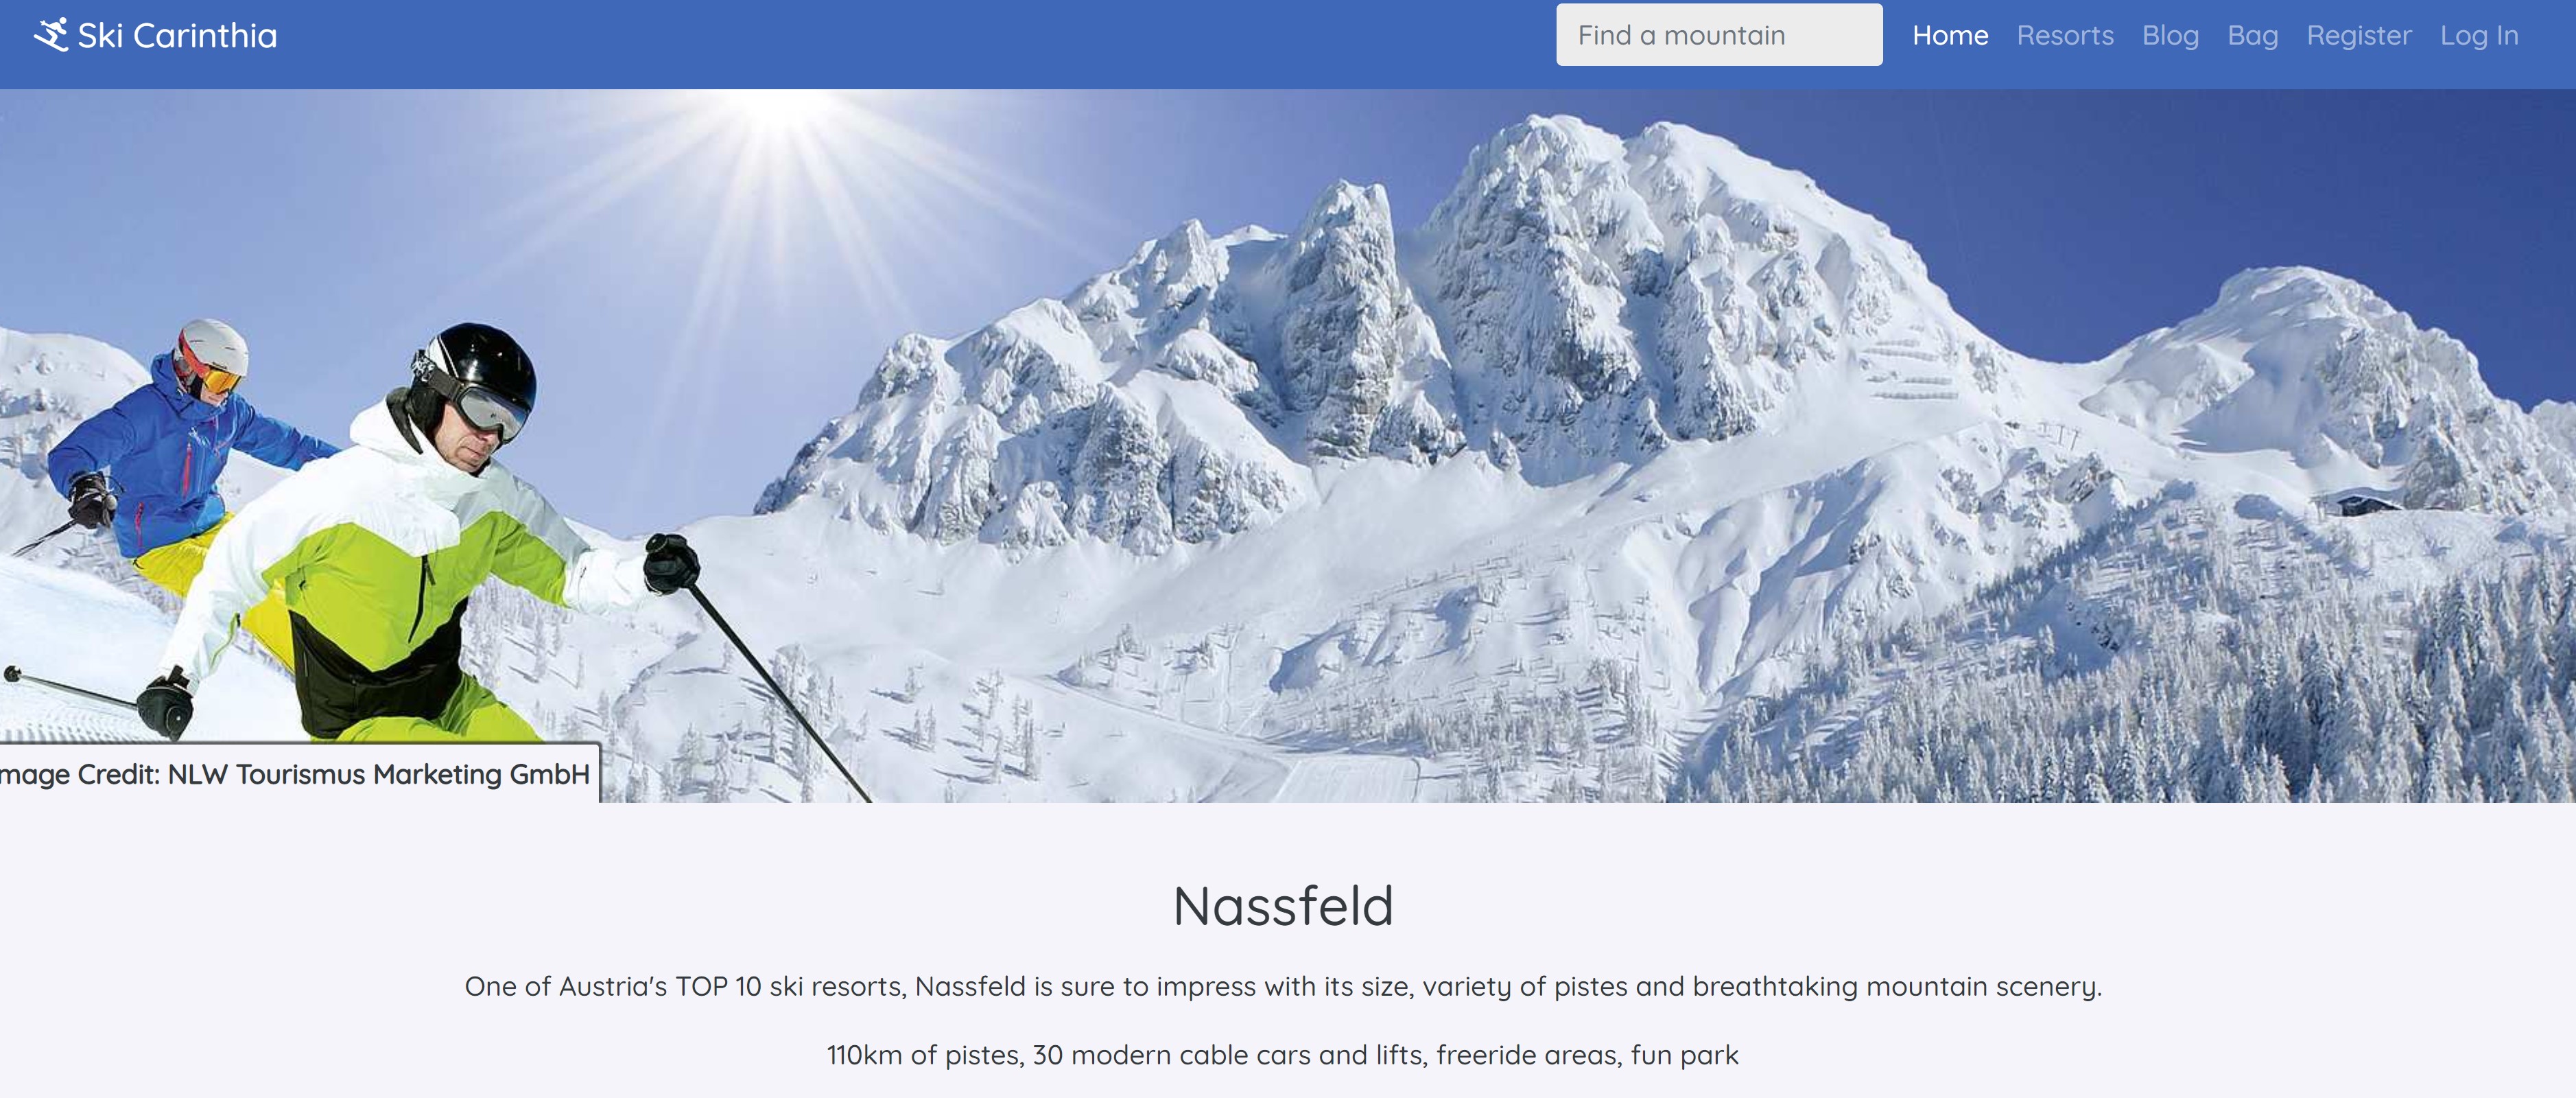 Ski Carinthia
Find a mountain
Home Resorts Blog Bag Register Log In
mage Credit: NLW Tourismus Marketing GmbH
Nassfeld
One of Austria's TOP 10 ski resorts, Nassfeld is sure to impress with its size, variety of pistes and breathtaking mountain scenery.
110km of pistes, 30 modern cable cars and lifts, freeride areas, fun park